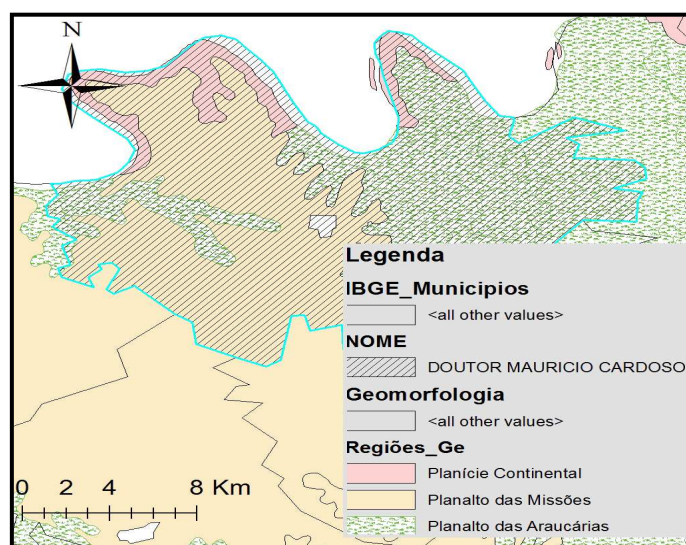 N
Legenda
IBGE_Municipios
<all other values>
NOME
DOUTOR MAURICIO CARDOSO
Geomorfologia
<all other values>
Regiões_Ge
Planície Continental
Planalto das Missões
Planalto das Araucárias
0 2 4 8 Km